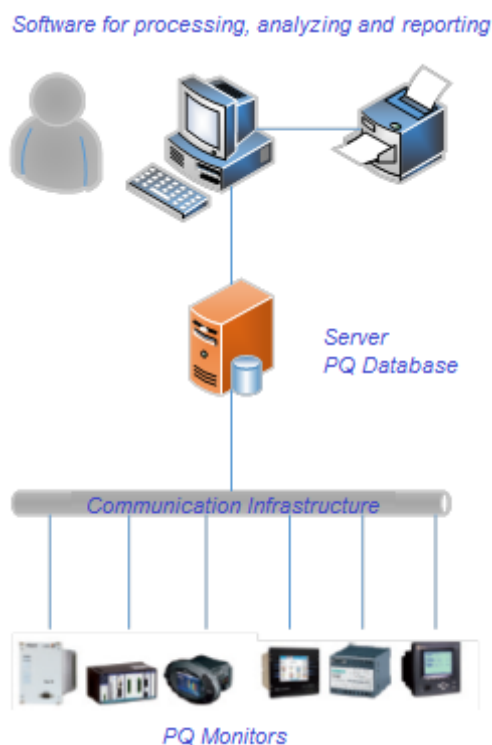 Software for processing, analyzing and reporting
Server
PQ Database
Communication Infrastructure
PQ Monitors